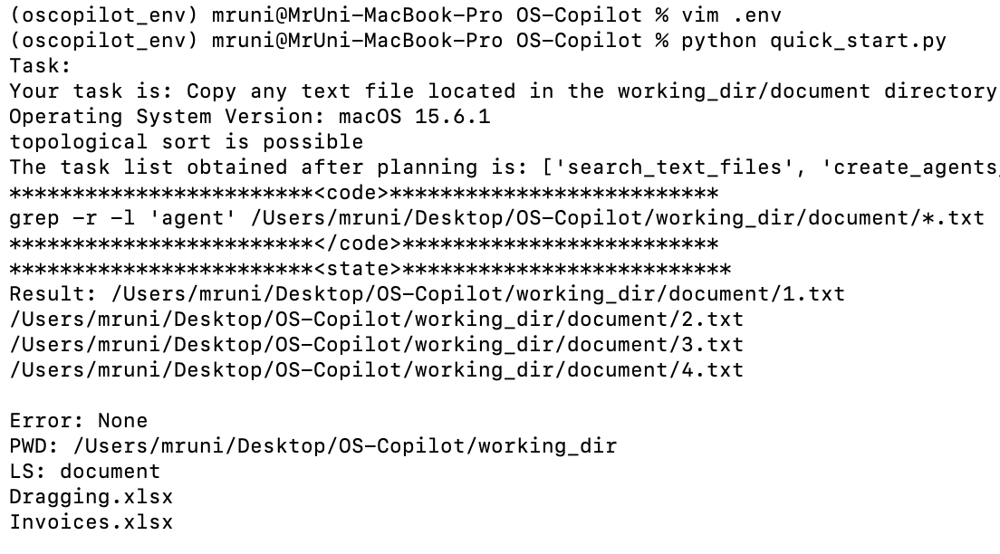 (oscopilot_env) mruni@MrUni-MacBook-Pro OS-Copilot % vim .env
(oscopilot_env) mruni@MrUni-MacBook-Pro OS-Copilot % python quick_start.py
Task:
Your task is: Copy any text file located in the working_dir/document directory
Operating System Version: macOS 15.6.1
topological sort is possible
The task list obtained after planning is: ['search_text_files', 'create_agents_
************************<code>*************************
grep -r -l 'agent' /Users/mruni/Desktop/OS-Copilot/working_dir/document/*.txt
************************</code>*************************
************************<state>**************************
Result: /Users/mruni/Desktop/OS-Copilot/working_dir/document/1.txt
/Users/mruni/Desktop/OS-Copilot/working_dir/document/2.txt
/Users/mruni/Desktop/OS-Copilot/working_dir/document/3.txt
/Users/mruni/Desktop/OS-Copilot/working_dir/document/4.txt
Error: None
PWD: /Users/mruni/Desktop/OS-Copilot/working_dir
LS: document
Dragging.xlsx
Invoices.xlsx